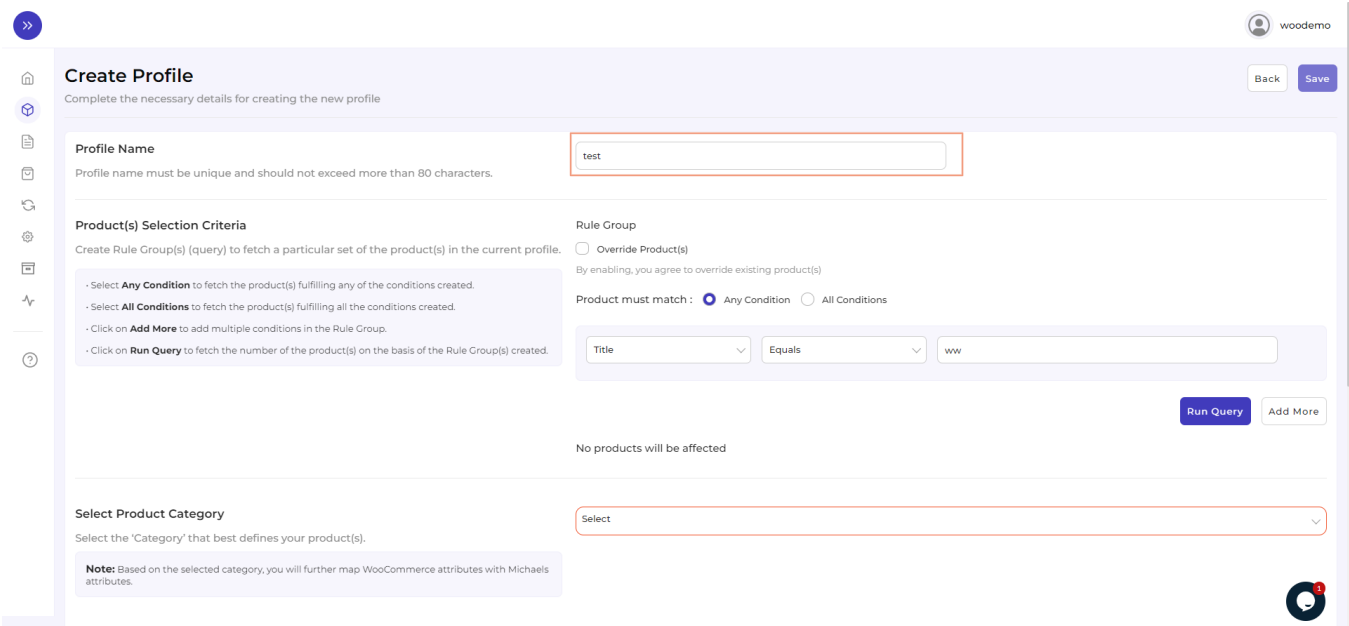 woodemo
Create Profile
Complete the necessary details for creating the new profile
Back
Save
Profile Name
Profile name must be unique and should not exceed more than 80 characters.
test
Product(s) Selection Criteria
Create Rule Group(s) (query) to fetch a particular set of the product(s) in the current profile.
• Select Any Condition to fetch the product(s) fulfilling any of the conditions created.
• Select All Conditions to fetch the product(s) fulfilling all the conditions created.
• Click on Add More to add multiple conditions in the Rule Group.
• Click on Run Query to fetch the number of the product(s) on the basis of the Rule Group(s) created.
Rule Group
Override Product(s)
By enabling, you agree to override existing product(s)
Product must match : Any Condition All Conditions
Title
Equals
ww
Run Query
Add More
No products will be affected
Select Product Category
Select the ‘Category’ that best defines your product(s).
Note: Based on the selected category, you will further map WooCommerce attributes with Michaels
attributes.
Select
1